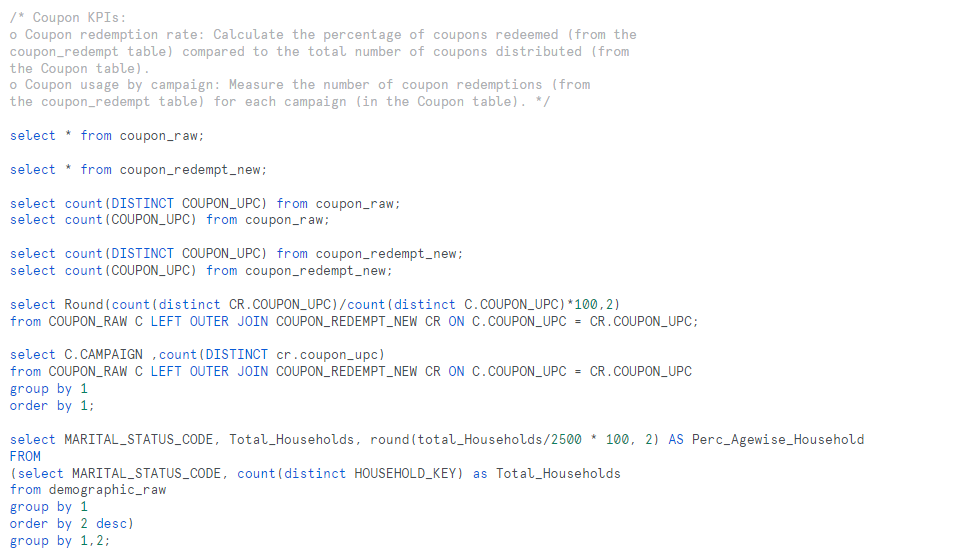 /* Coupon KPIs:
o Coupon redemption rate: Calculate the percentage of coupons redeemed (from the
coupon_redempt table) compared to the total number of coupons distributed (from
the Coupon table).
o Coupon usage by campaign: Measure the number of coupon redemptions (from
the coupon_redempt table) for each campaign (in the Coupon table). */
select * from coupon_raw;
select * from coupon_redempt_new;
select count(DISTINCT COUPON_UPC) from coupon_raw;
select count(COUPON_UPC) from coupon_raw;
select count(DISTINCT COUPON_UPC) from coupon_redempt_new;
select count(COUPON_UPC) from coupon_redempt_new;
select Round(count(distinct CR.COUPON_UPC)/count(distinct C.COUPON_UPC)*100,2)
from COUPON_RAW C LEFT OUTER JOIN COUPON_REDEMPT_NEW CR ON C.COUPON_UPC = CR.COUPON_UPC;
select C.CAMPAIGN ,count(DISTINCT cr.coupon_upc)
from COUPON_RAW C LEFT OUTER JOIN COUPON_REDEMPT_NEW CR ON C.COUPON_UPC = CR.COUPON_UPC
group by 1
order by 1;
select MARITAL_STATUS_CODE, Total_Households, round(total_Households/2500 * 100, 2) AS Perc_Agewise_Household
FROM
(select MARITAL_STATUS_CODE, count(distinct HOUSEHOLD_KEY) as Total_Households
from demographic_raw
group by 1
order by 2 desc)
group by 1,2;